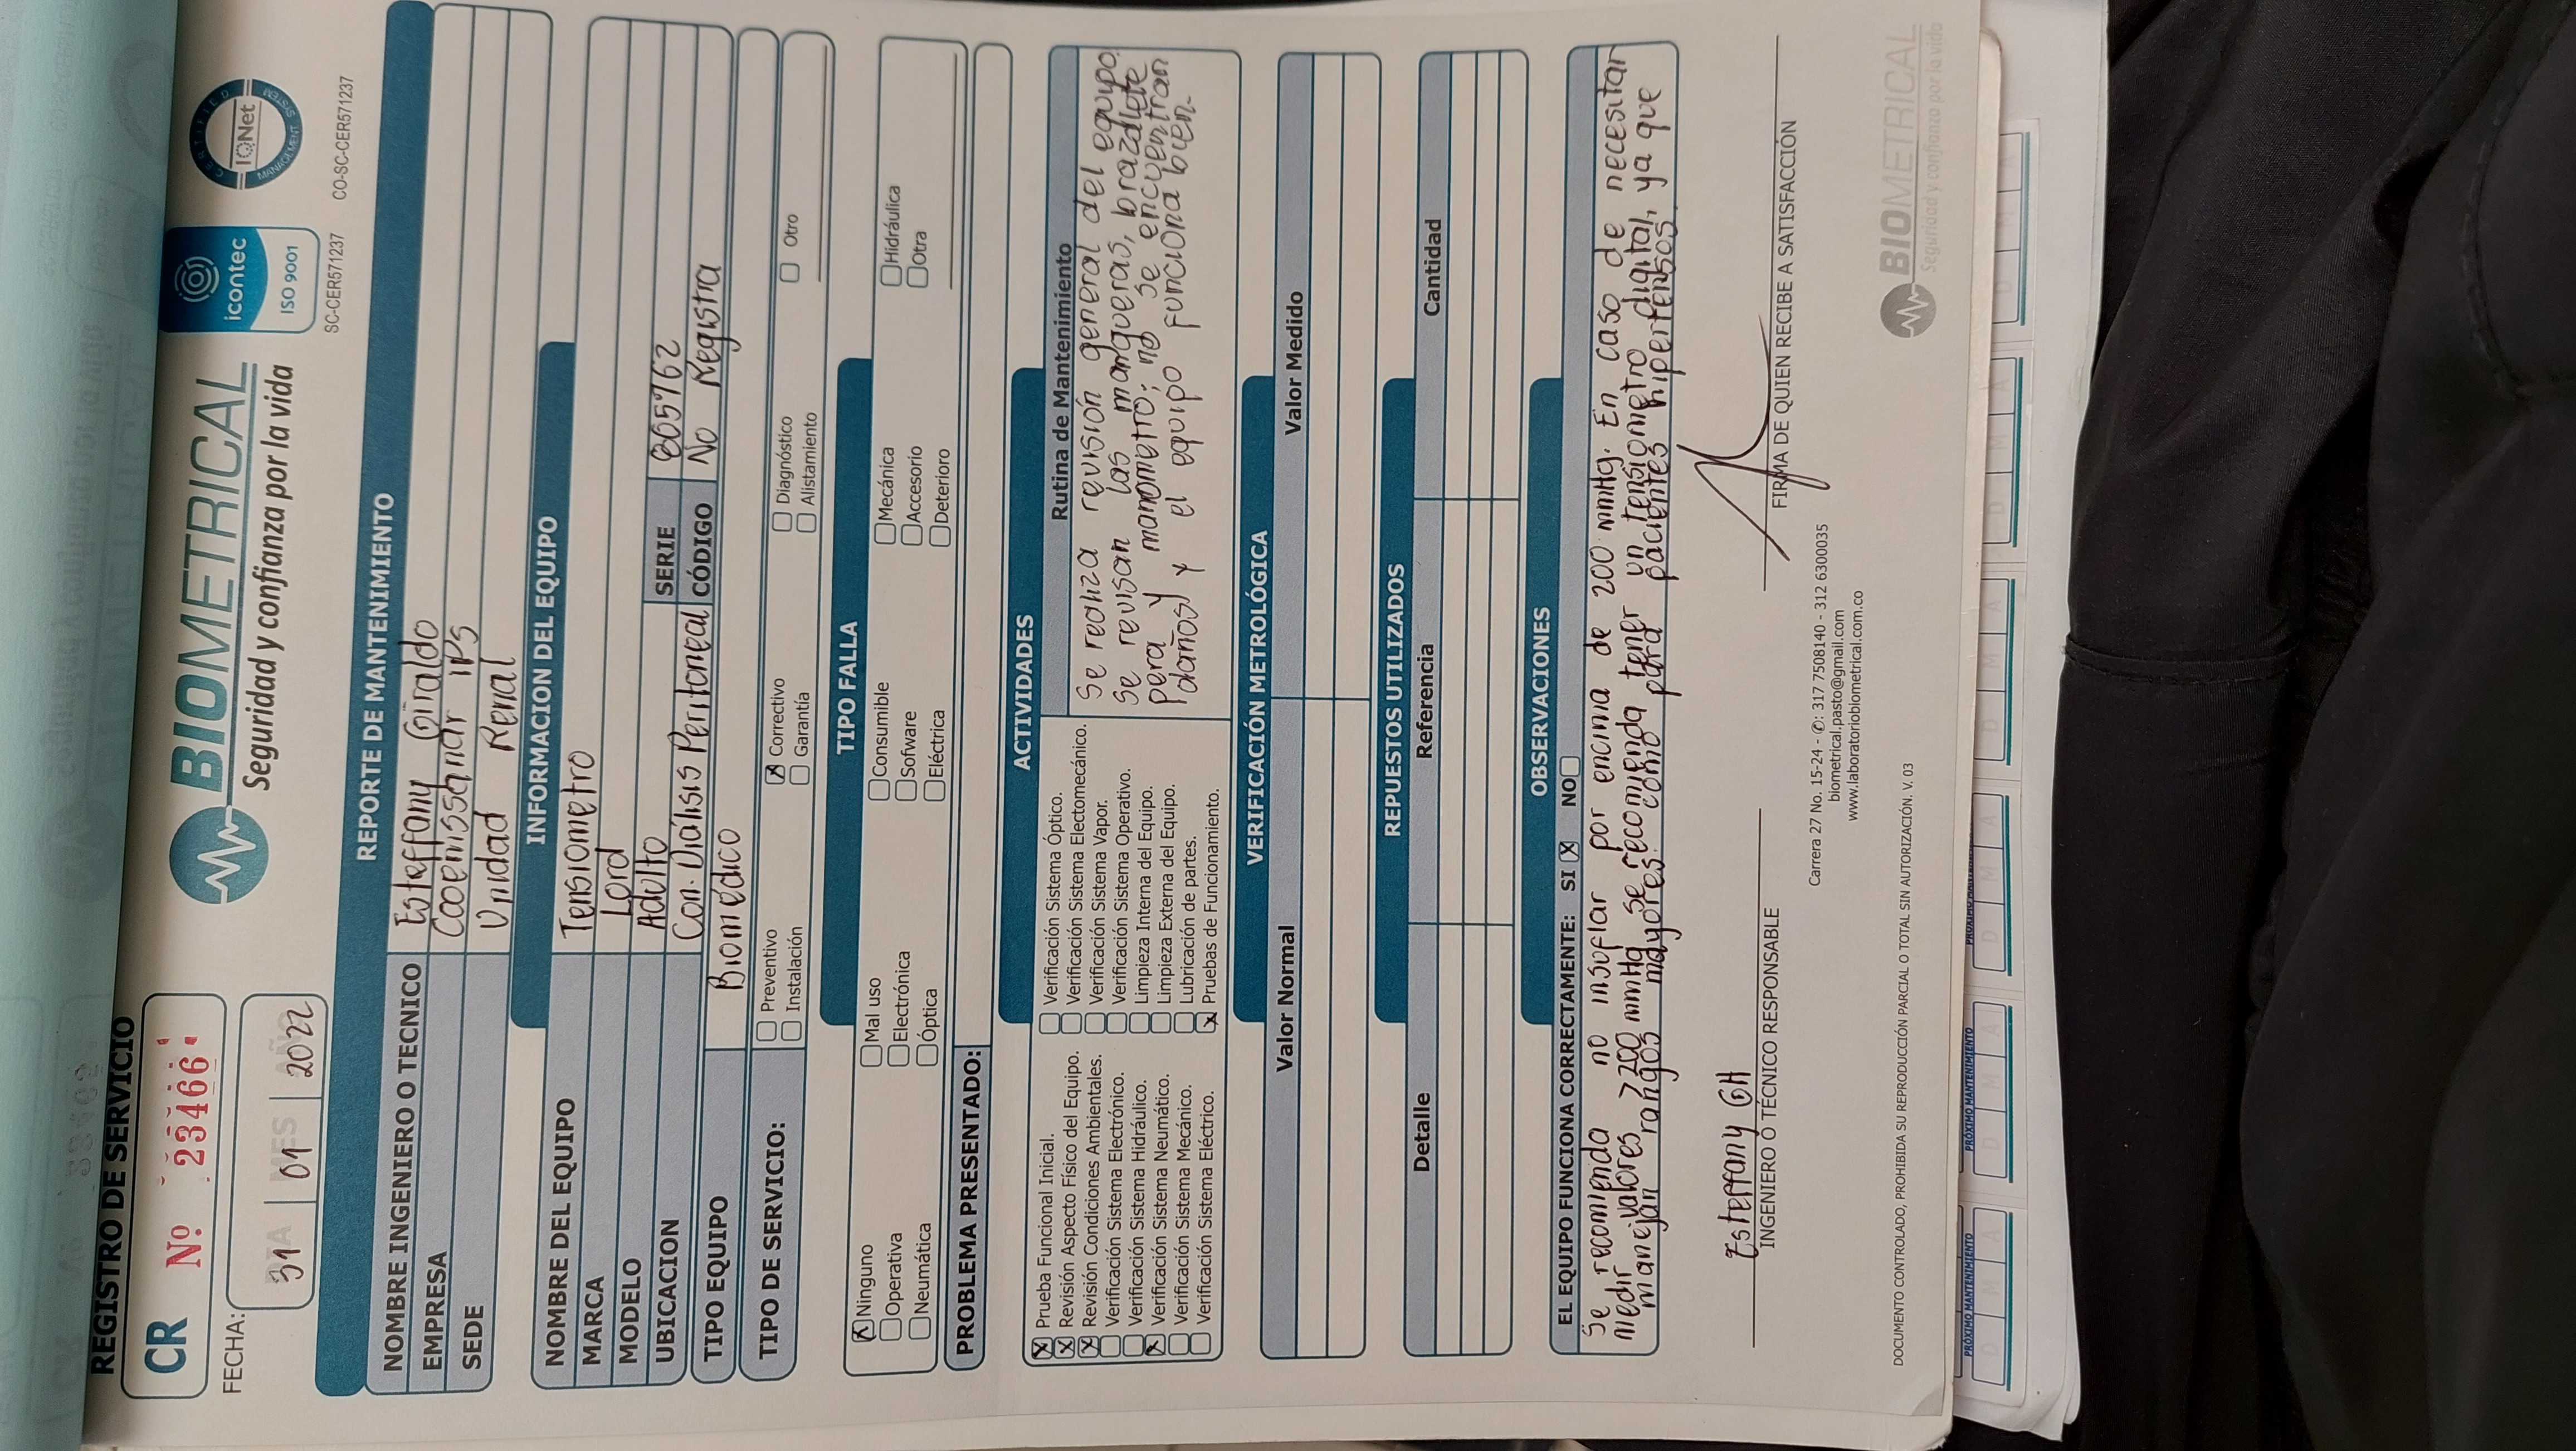 REGISTRO DE SERVICIO
CR Nº 23466
FECHA:
31 01 2022
BIOMETRICAL
Seguridad y confianza por la vida
icontec
ISO 9001
SC-CER571237
CERTIFIED
IQNet
MANAGEMENT SYSTEM
CO-SC-CER571237
REPORTE DE MANTENIMIENTO
NOMBRE INGENIERO O TECNICO Esteffany Giraldo
EMPRESA Cooemssanar IPS
SEDE Unidad Renal
INFORMACION DEL EQUIPO
NOMBRE DEL EQUIPO Tensiometro
MARCA Lord
MODELO Adulto SERIE 865762
UBICACION Con. Diálisis Peritoneal CÓDIGO No Registra
TIPO EQUIPO Biomédico
TIPO DE SERVICIO: Preventivo Correctivo Diagnóstico Otro
Instalación Garantía Alistamiento
TIPO FALLA
Ninguno Mal uso Consumible Mecánica Hidráulica
Operativa Electrónica Sofware Accesorio Otra
Neumática Óptica Eléctrica Deterioro
PROBLEMA PRESENTADO:
ACTIVIDADES
Prueba Funcional Inicial.
Revisión Aspecto Físico del Equipo.
Revisión Condiciones Ambientales.
Verificación Sistema Electrónico.
Verificación Sistema Hidráulico.
Verificación Sistema Neumático.
Verificación Sistema Mecánico.
Verificación Sistema Eléctrico.
Verificación Sistema Óptico.
Verificación Sistema Electomecánico.
Verificación Sistema Vapor.
Verificación Sistema Operativo.
Limpieza Interna del Equipo.
Limpieza Externa del Equipo.
Lubricación de partes.
Pruebas de Funcionamiento.
Rutina de Mantenimiento
Se realiza revisión general del equipo
Se revisan las mangueras, brazalete
pera y manometro; no se encuentran
daños y el equipo funciona bien.
VERIFICACIÓN METROLÓGICA
Valor Normal Valor Medido
REPUESTOS UTILIZADOS
Detalle Referencia Cantidad
OBSERVACIONES
EL EQUIPO FUNCIONA CORRECTAMENTE: SI NO
Se recomienda no insuflar por encima de 200 mmHg. En caso de necesitar
medir valores >200 mmHg se recomienda tener un tensiometro digital, ya que
manejan rangos mayores como para pacientes hipertensos.
Esteffany GH
INGENIERO O TÉCNICO RESPONSABLE
FIRMA DE QUIEN RECIBE A SATISFACCIÓN
Carrera 27 No. 15-24 - ✆: 317 7508140 - 312 6300035
biometrical.pasto@gmail.com
www.laboratoriobiometrical.com.co
DOCUMENTO CONTROLADO, PROHIBIDA SU REPRODUCCIÓN PARCIAL O TOTAL SIN AUTORIZACIÓN. V. 03
BIOMETRICAL
Seguridad y confianza por la vida
PRÓXIMO MANTENIMIENTO PRÓXIMO MANTENIMIENTO
D M A D M A D M A